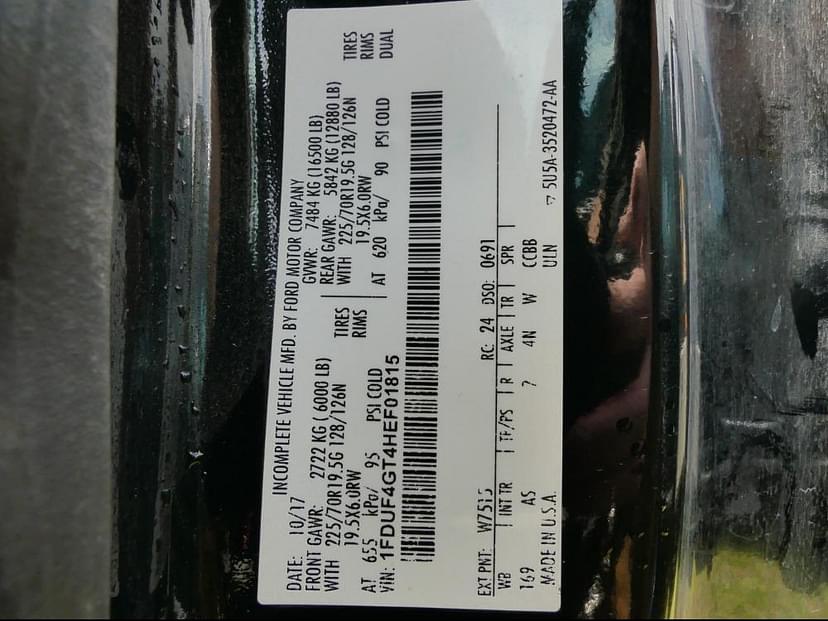 INCOMPLETE VEHICLE MFD. BY FORD MOTOR COMPANY
DATE: 10/17 GVWR: 7484 KG (16500 LB)
FRONT GAWR: 2722 KG ( 6000 LB) REAR GAWR: 5842 KG (12880 LB)
WITH 225/70R19.5G 128/126N TIRES WITH 225/70R19.5G 128/126N TIRES
19.5X6.0RW RIMS 19.5X6.0RW RIMS
AT 655 kPa/ 95 PSI COLD AT 620 kPa/ 90 PSI COLD DUAL
VIN: 1FDUF4GT4HEF01815
EXT PNT: RC: 24 DSO: 0691
WB INT TR TP/PS R AXLE TR SPR
169 AS 4N W CCBB
MADE IN U.S.A. ULN
▽ 5U5A-3520472-AA